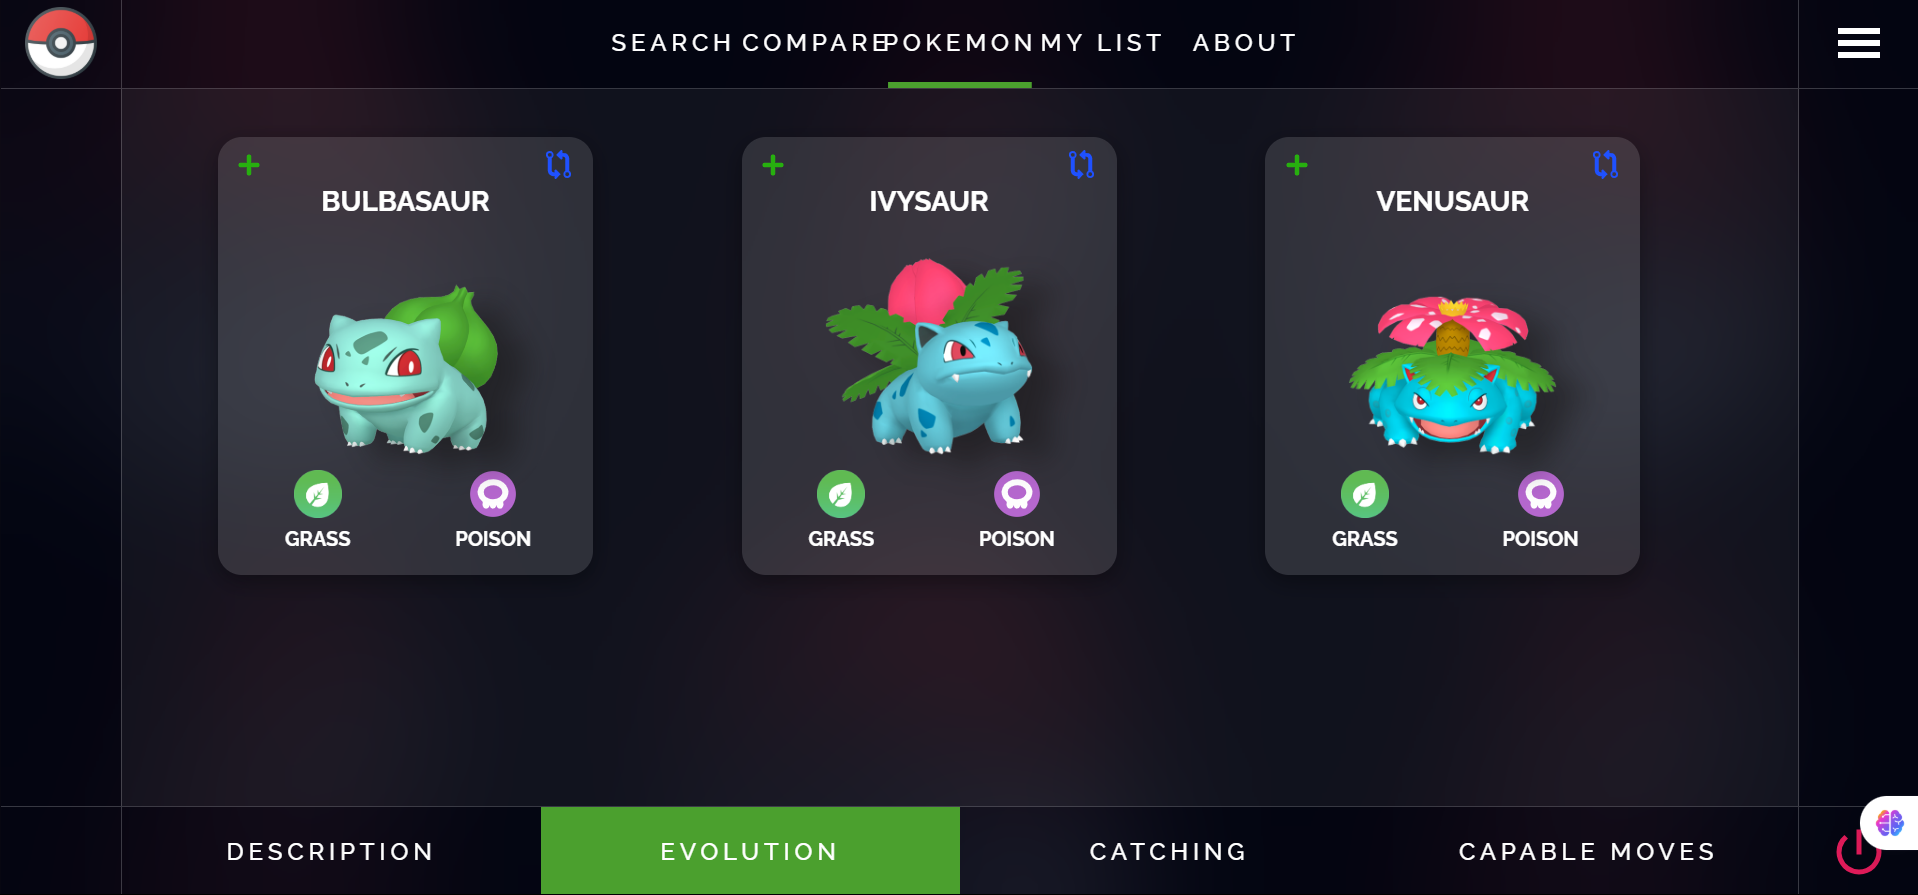 SEARCH COMPARE POKEMON MY LIST ABOUT
BULBASAUR
IVYSAUR
VENUSAUR
GRASS POISON
GRASS POISON
GRASS POISON
DESCRIPTION EVOLUTION CATCHING CAPABLE MOVES